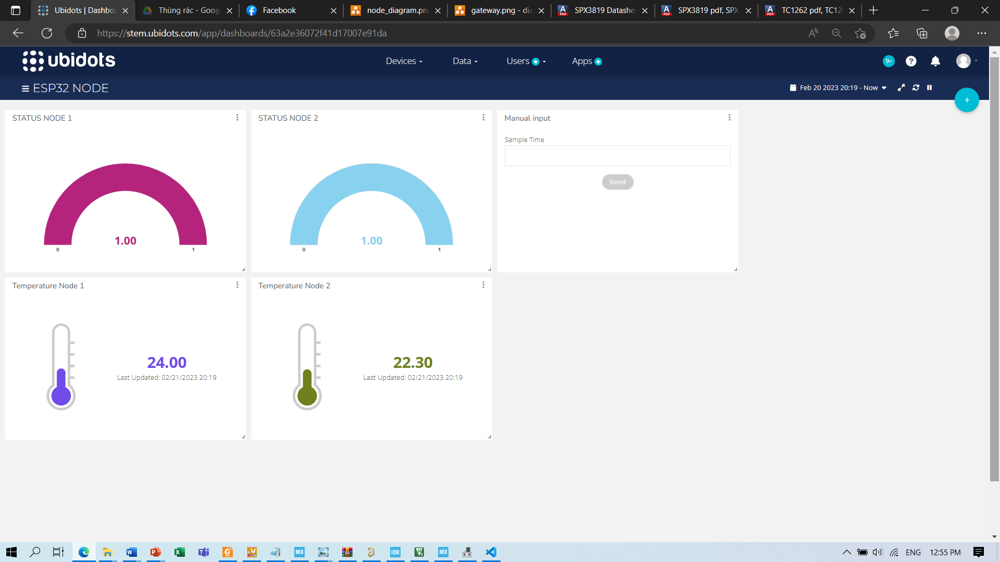 Ubidots | Dashbo
Thùng rác - Goog
Facebook
node_diagram.pn
gateway.png - dia
SPX3819 Datashe
SPX3819 pdf, SPX
TC1262 pdf, TC12
https://stem.ubidots.com/app/dashboards/63a2e36072f41d17007e91da
ubidots
Devices
Data
Users
Apps
9+
?
ESP32 NODE
Feb 20 2023 20:19 - Now
+
STATUS NODE 1
STATUS NODE 2
Manual input
Sample Time
Send
1.00
0
1
1.00
0
1
Temperature Node 1
Temperature Node 2
24.00
Last Updated: 02/21/2023 20:19
22.30
Last Updated: 02/21/2023 20:19
MX
IDE
MX
ENG
12:55 PM